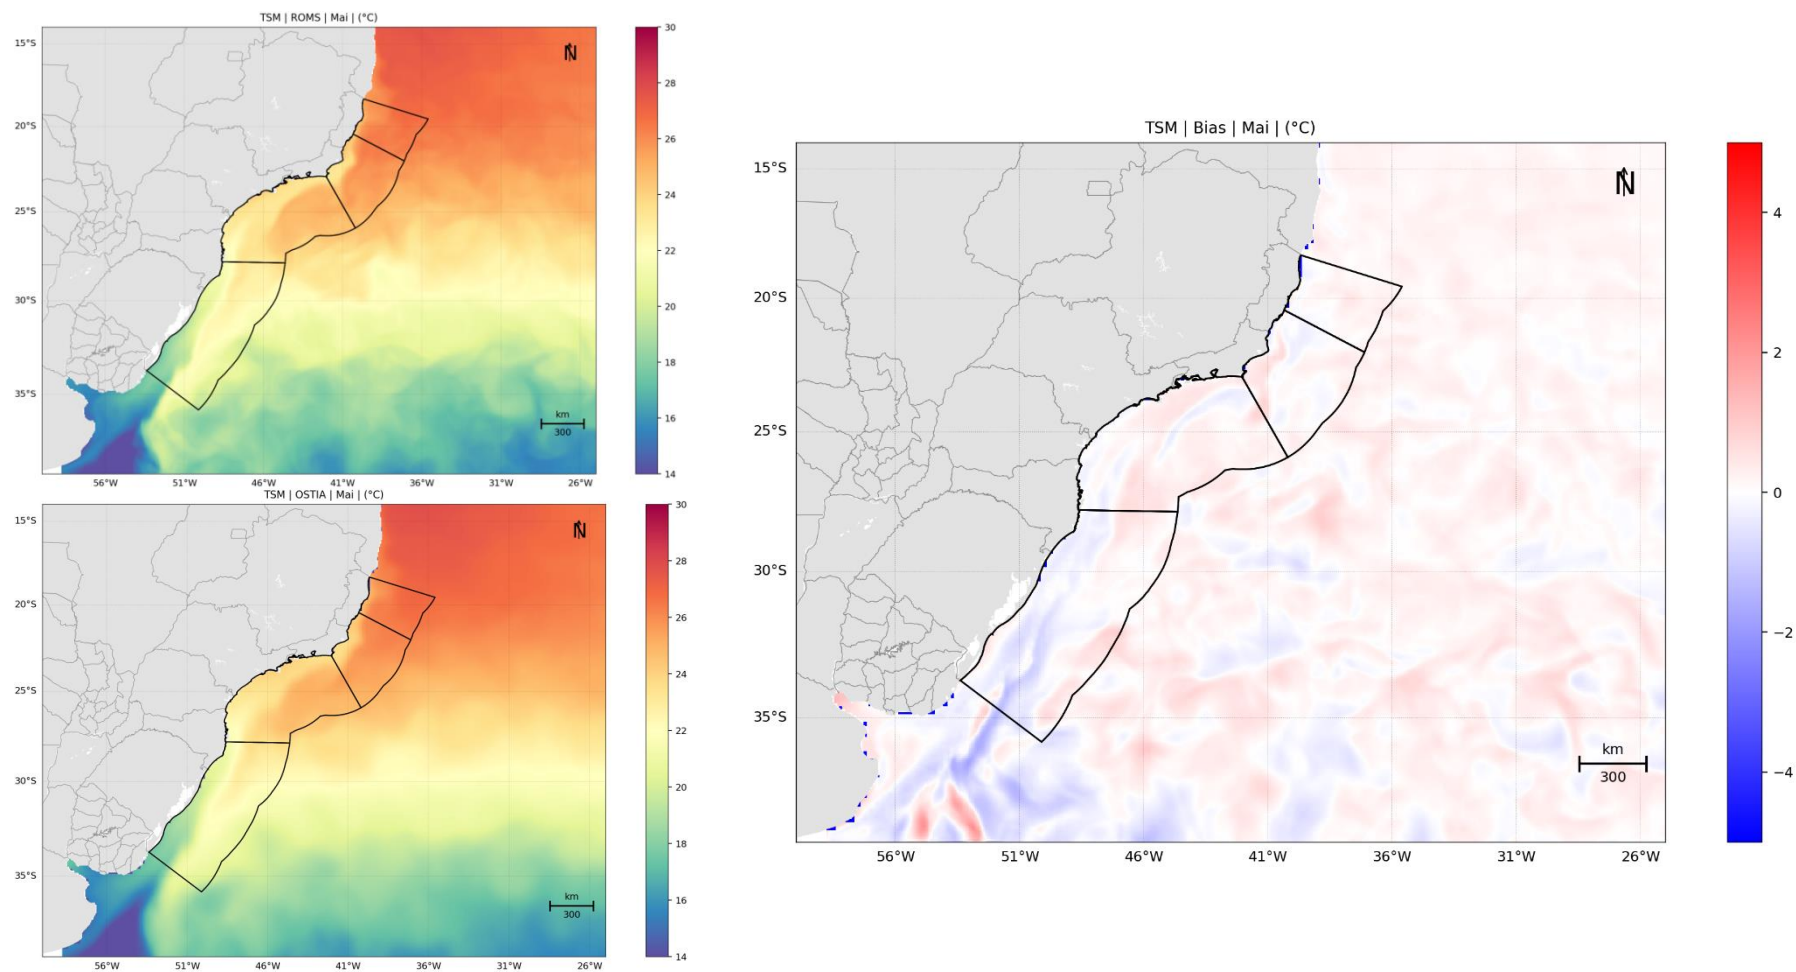 TSM | ROMS | Mai | (°C)
15°S
20°S
25°S
30°S
35°S
56°W 51°W 46°W 41°W 36°W 31°W 26°W
N
km
300
30
28
26
24
22
20
18
16
14
TSM | OSTIA | Mai | (°C)
15°S
20°S
25°S
30°S
35°S
56°W 51°W 46°W 41°W 36°W 31°W 26°W
N
km
300
30
28
26
24
22
20
18
16
14
TSM | Bias | Mai | (°C)
15°S
20°S
25°S
30°S
35°S
56°W 51°W 46°W 41°W 36°W 31°W 26°W
N
km
300
4
2
0
−2
−4